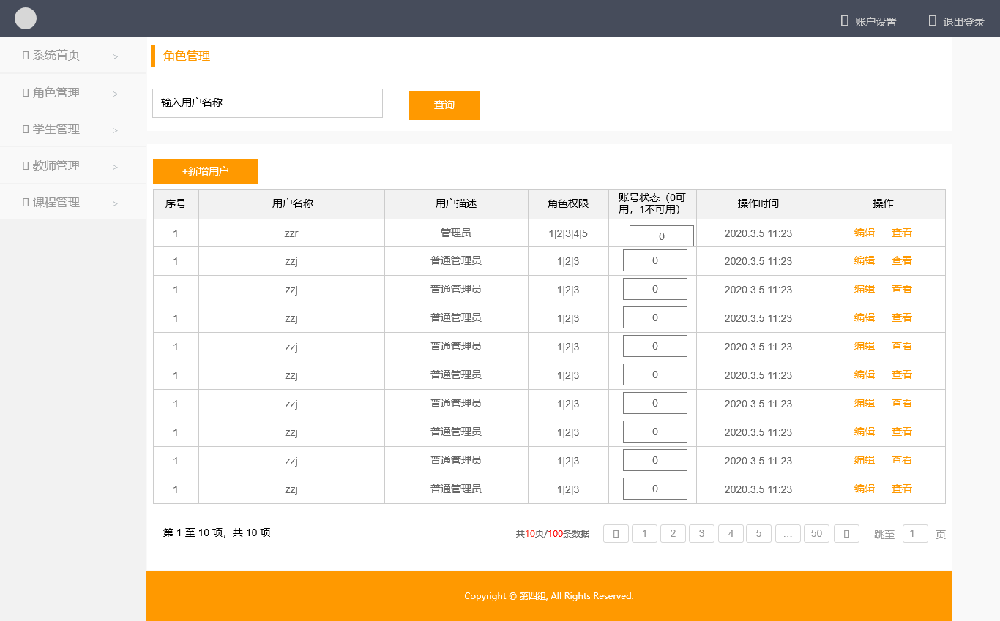 账户设置 退出登录
系统首页 >
角色管理 >
学生管理 >
教师管理 >
课程管理 >
角色管理
输入用户名称 查询
+新增用户
序号 用户名称 用户描述 角色权限 账号状态（0可用，1不可用） 操作时间 操作
1 zzr 管理员 1|2|3|4|5 0 2020.3.5 11:23 编辑 查看
1 zzj 普通管理员 1|2|3 0 2020.3.5 11:23 编辑 查看
1 zzj 普通管理员 1|2|3 0 2020.3.5 11:23 编辑 查看
1 zzj 普通管理员 1|2|3 0 2020.3.5 11:23 编辑 查看
1 zzj 普通管理员 1|2|3 0 2020.3.5 11:23 编辑 查看
1 zzj 普通管理员 1|2|3 0 2020.3.5 11:23 编辑 查看
1 zzj 普通管理员 1|2|3 0 2020.3.5 11:23 编辑 查看
1 zzj 普通管理员 1|2|3 0 2020.3.5 11:23 编辑 查看
1 zzj 普通管理员 1|2|3 0 2020.3.5 11:23 编辑 查看
1 zzj 普通管理员 1|2|3 0 2020.3.5 11:23 编辑 查看
第 1 至 10 项，共 10 项 共10页/100条数据 1 2 3 4 5 ... 50 跳至 1 页
Copyright © 第四组, All Rights Reserved.